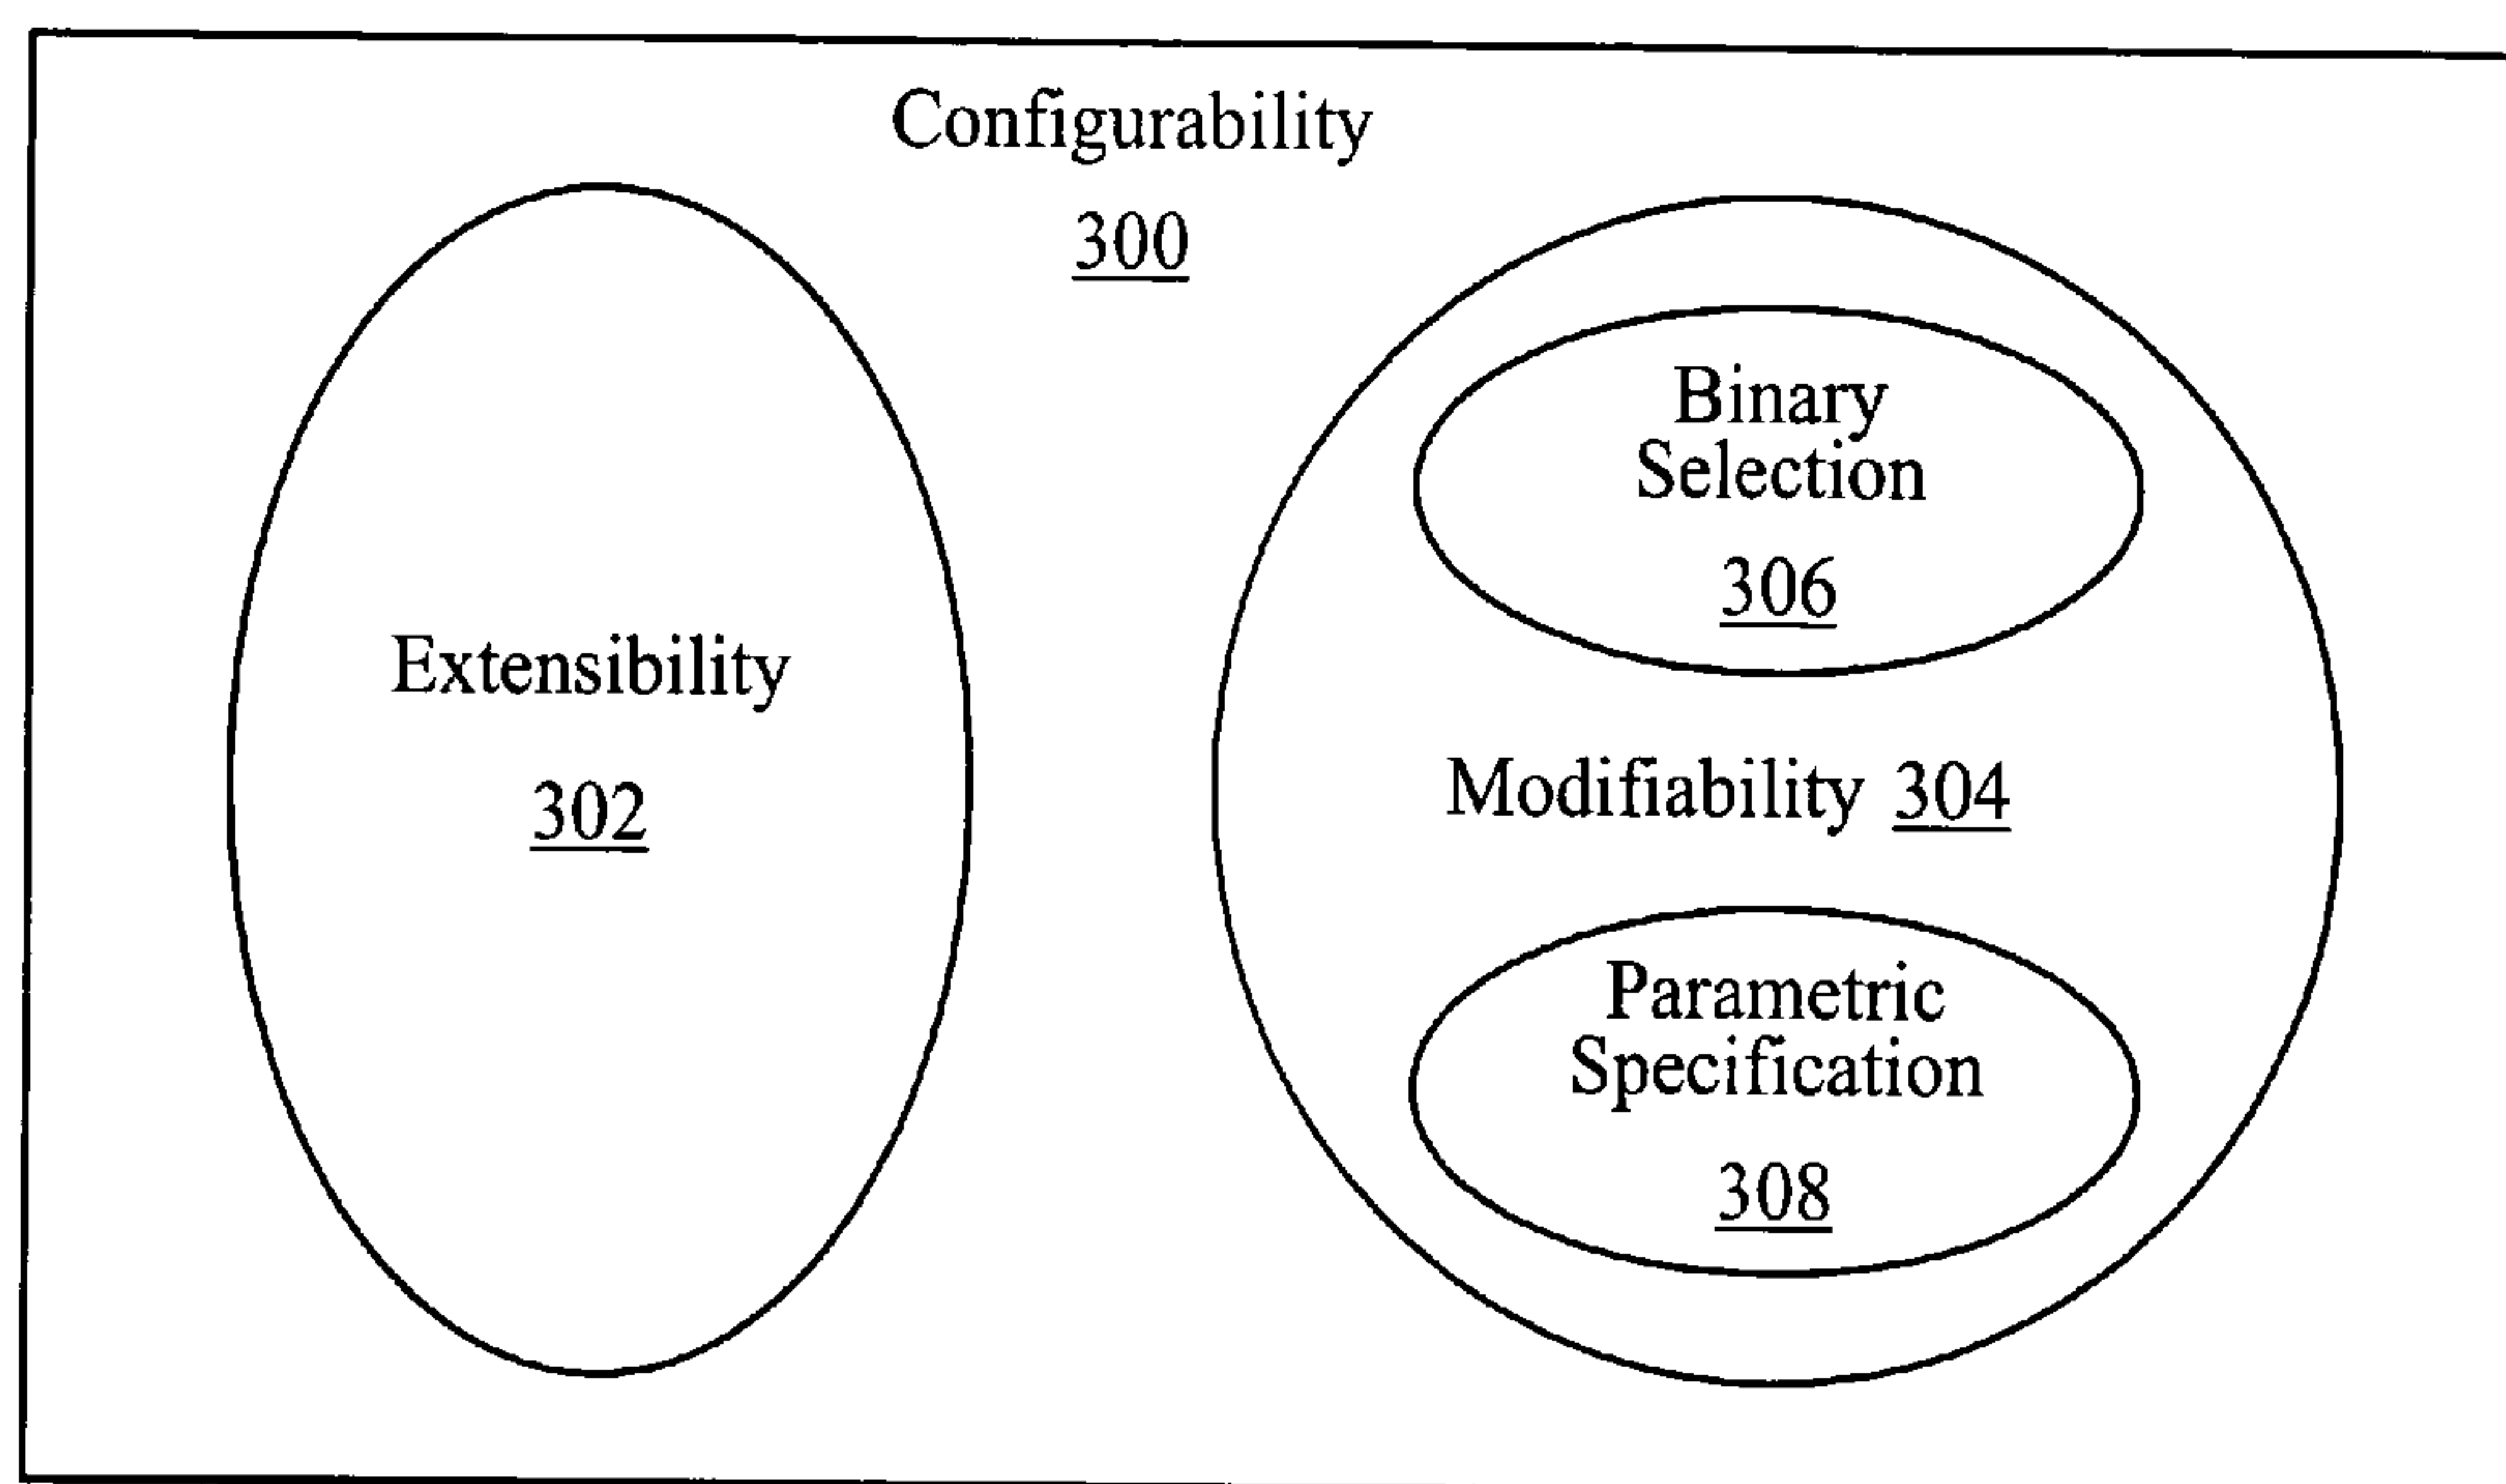 Configurability
300
Extensibility
302
Binary
Selection
306
Modifiability 304
Parametric
Specification
308